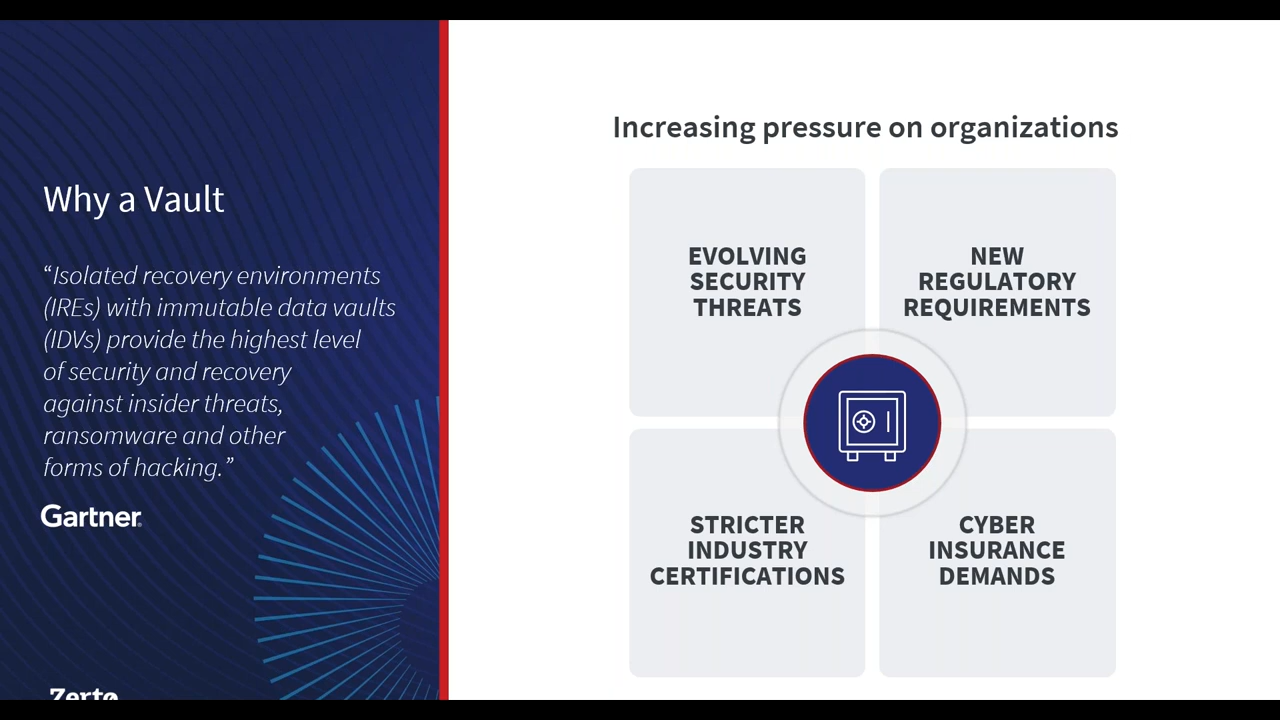 Why a Vault
“Isolated recovery environments
(IREs) with immutable data vaults
(IDVs) provide the highest level
of security and recovery
against insider threats,
ransomware and other
forms of hacking.”
Gartner
Zerto
Increasing pressure on organizations
EVOLVING
SECURITY
THREATS
NEW
REGULATORY
REQUIREMENTS
STRICTER
INDUSTRY
CERTIFICATIONS
CYBER
INSURANCE
DEMANDS